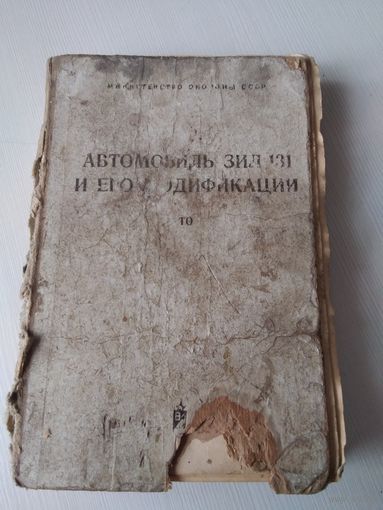 МИНИСТЕРСТВО ОБОРОНЫ СССР
АВТОМОБИЛЬ ЗИЛ 131
И ЕГО МОДИФИКАЦИИ
ТО